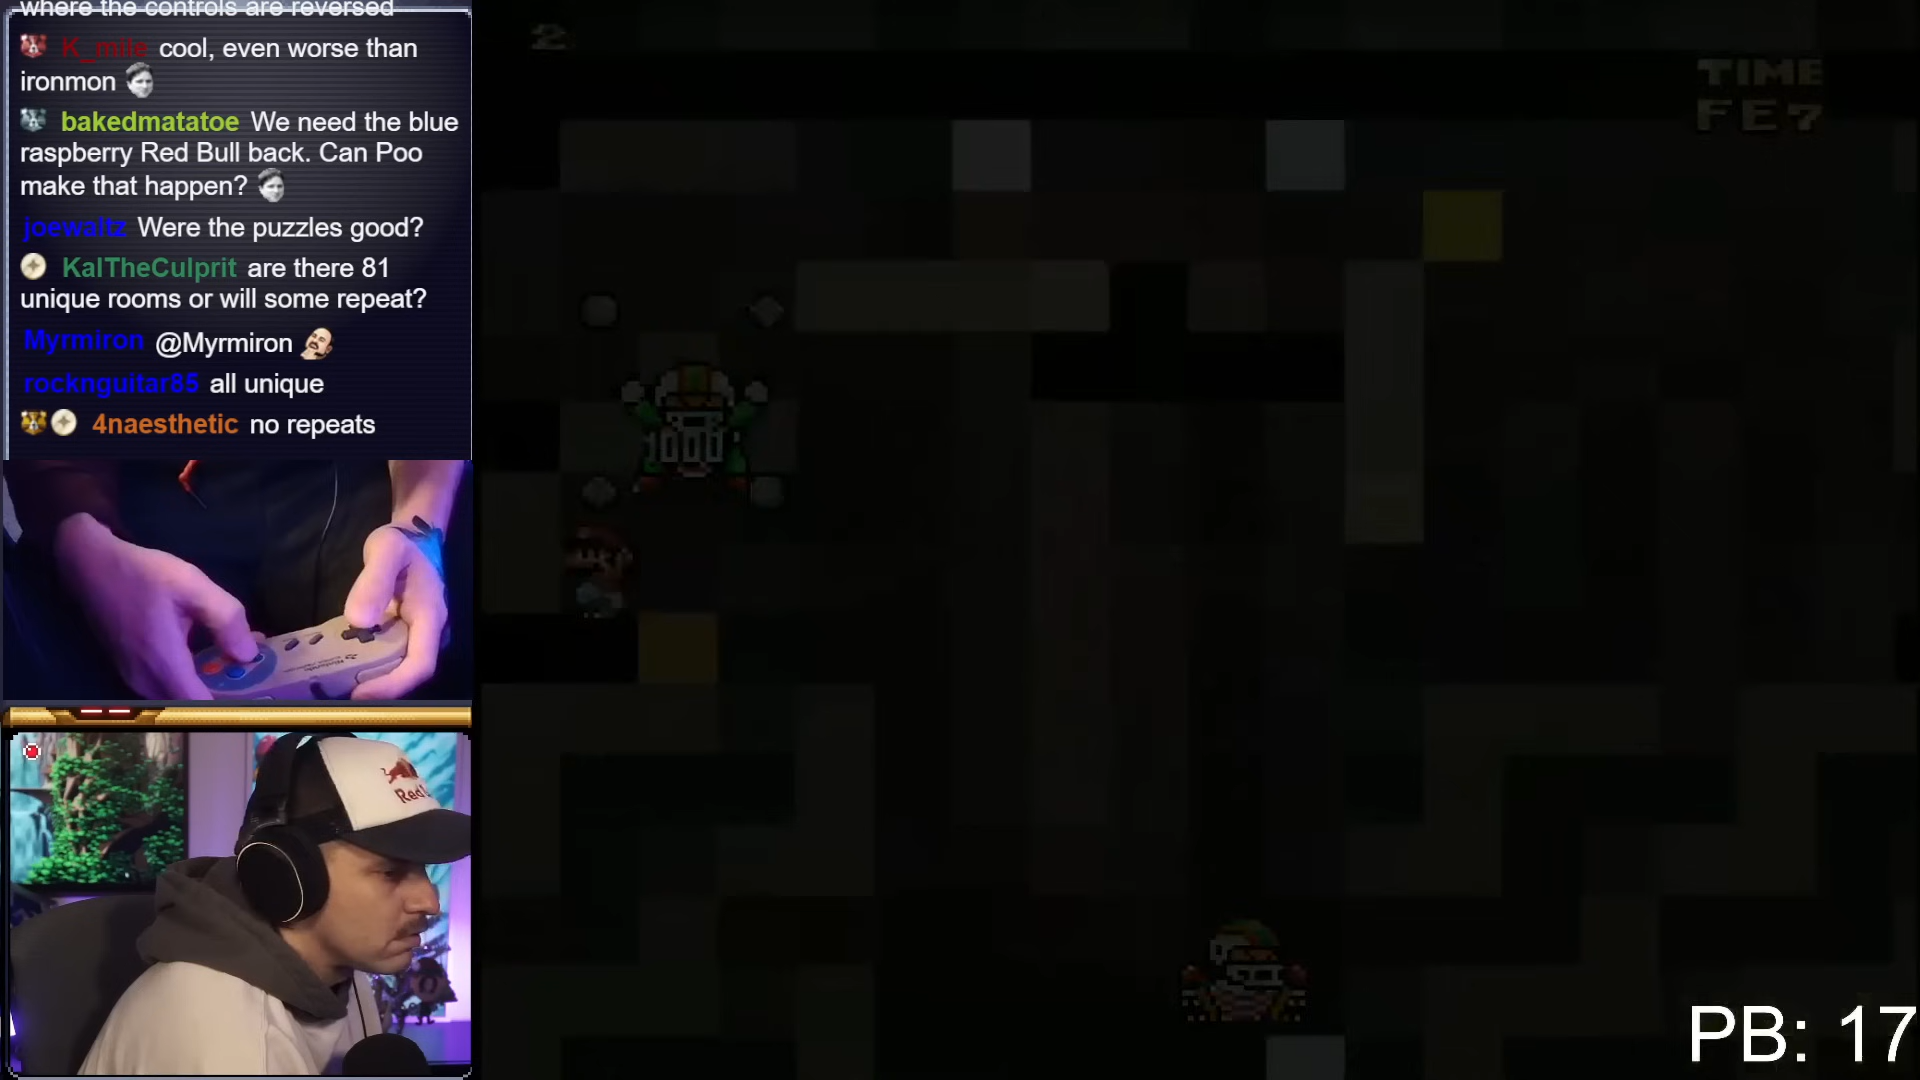 where the controls are reversed
K_mile cool, even worse than
ironmon
bakedmatatoe We need the blue
raspberry Red Bull back. Can Poo
make that happen?
joewaltz Were the puzzles good?
KalTheCulprit are there 81
unique rooms or will some repeat?
Myrmiron @Myrmiron
rocknguitar85 all unique
4naesthetic no repeats
2
TIME
FE7
PB: 17